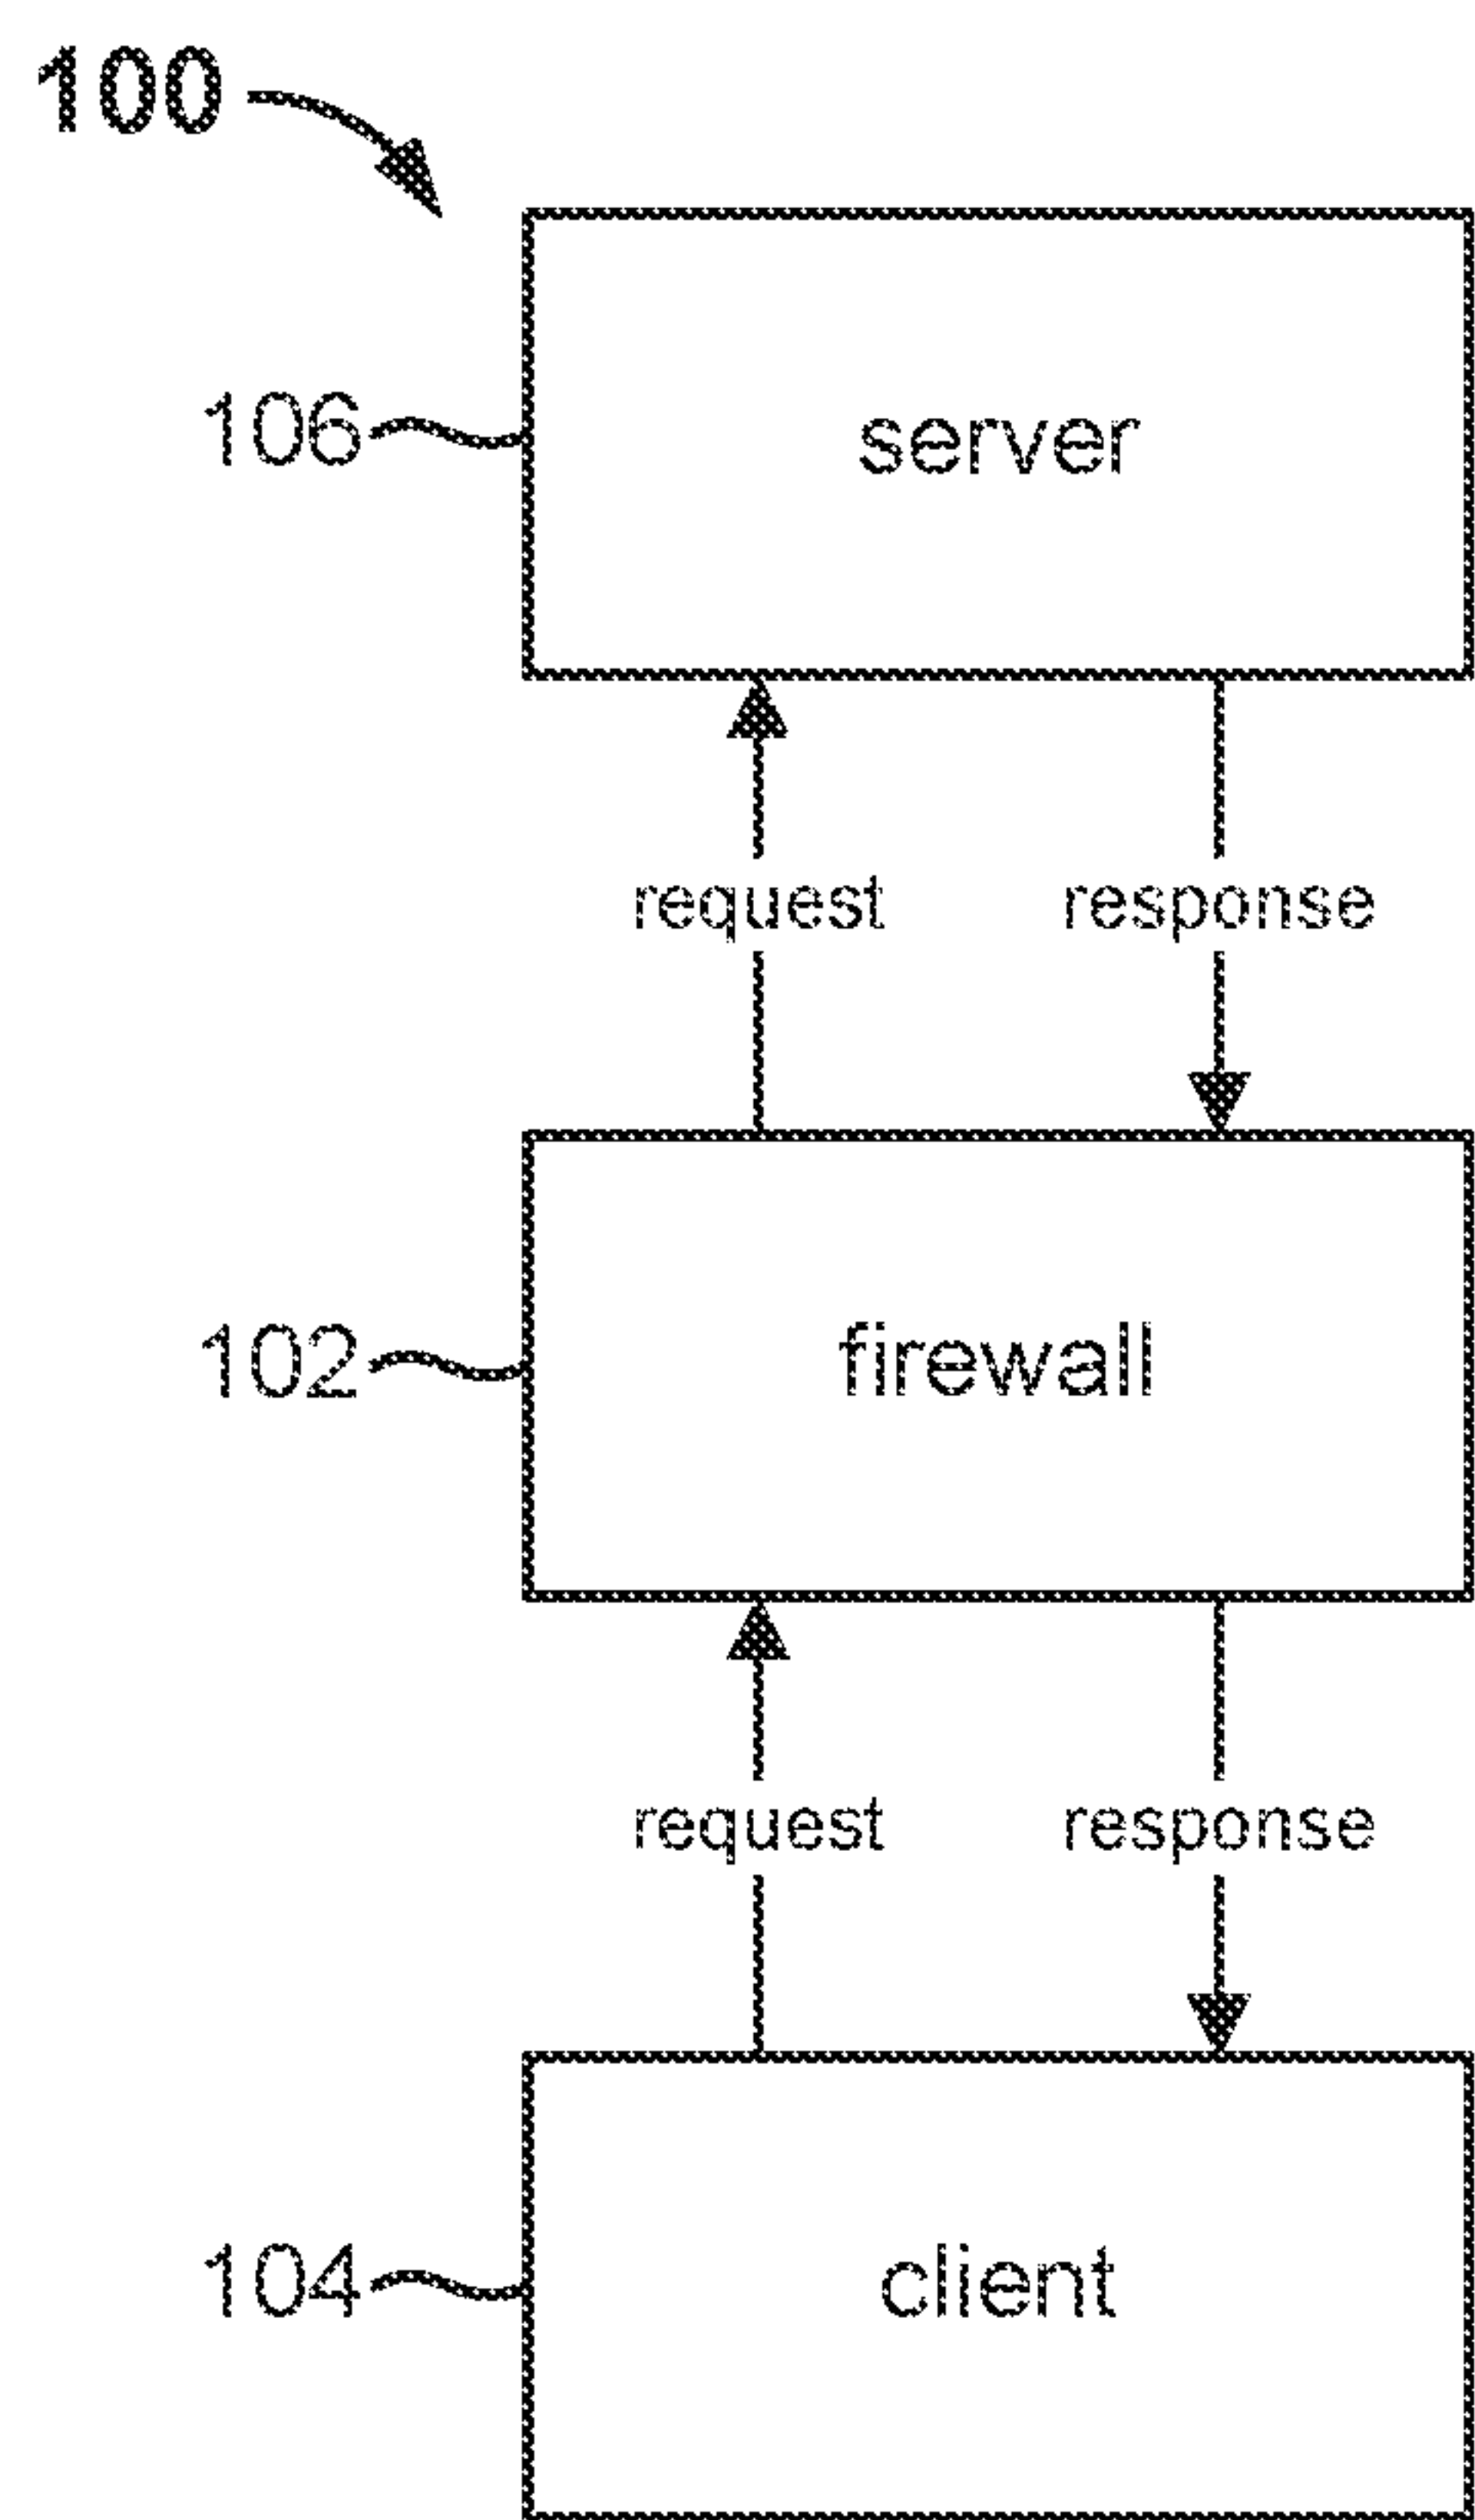 100
106 server
request response
102 firewall
request response
104 client